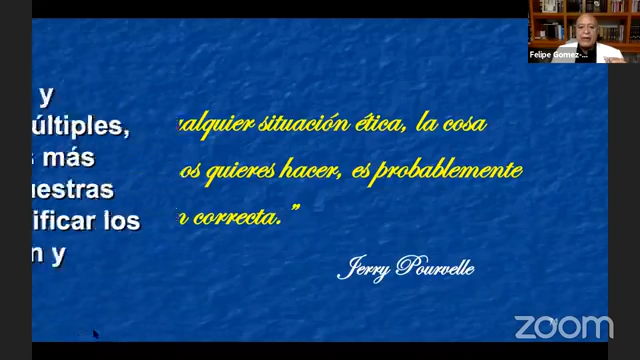 y
últiples,
s más
uestras
ificar los
n y
ualquier situación ética, la cosa
os quieres hacer, es probablemente
n correcta.”
Jerry Pourvelle
Felipe Gomez-...
zoom